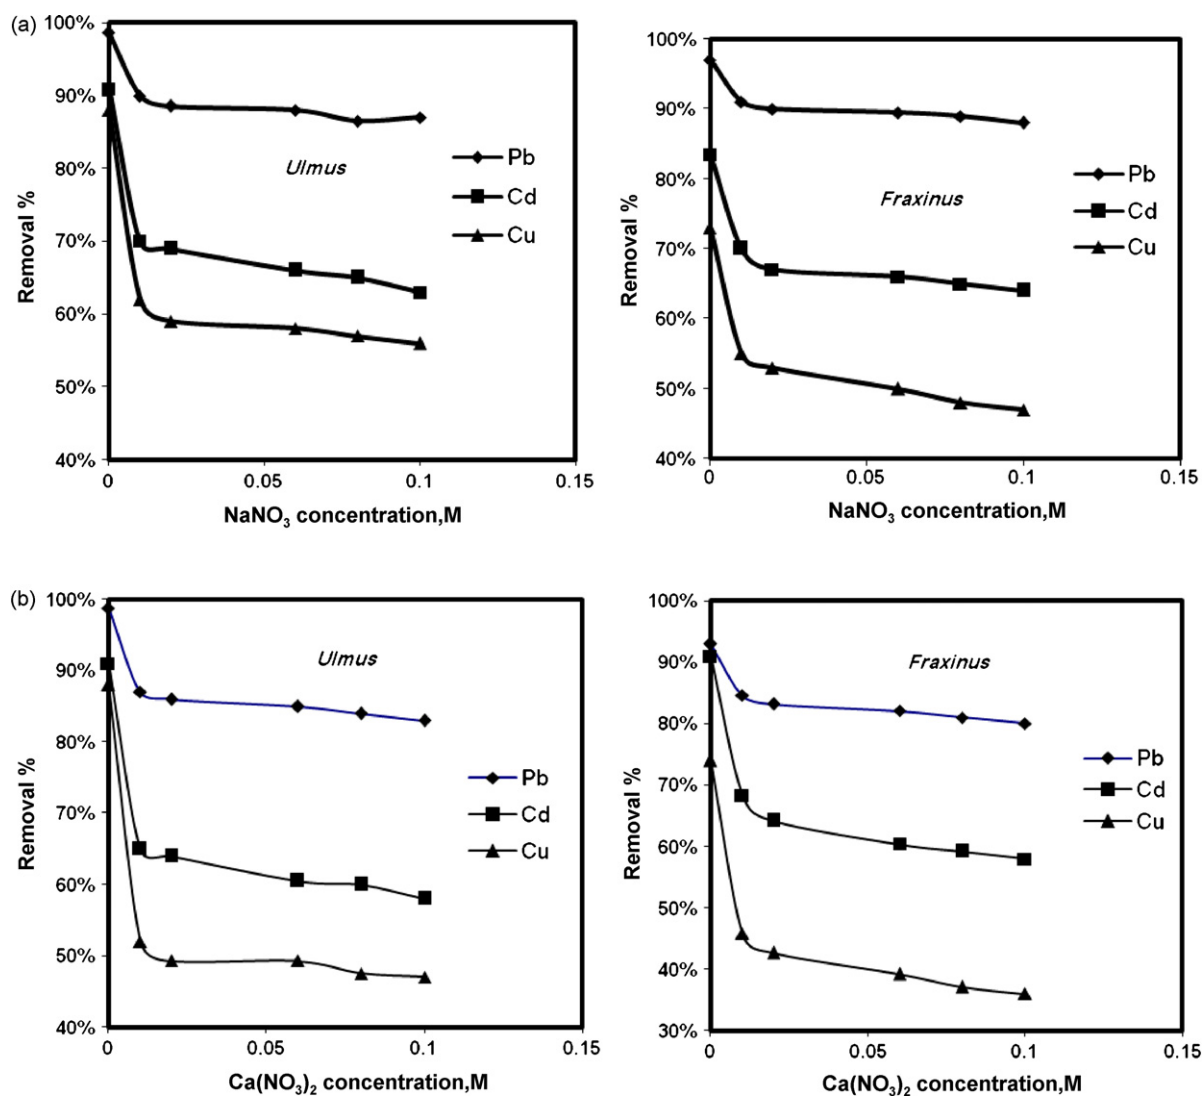 (a)
100%
90%
80%
70%
60%
50%
40%
Removal %
Ulmus
Pb
Cd
Cu
0
0.05
0.1
0.15
NaNO3 concentration,M
100%
90%
80%
70%
60%
50%
40%
Removal %
Fraxinus
Pb
Cd
Cu
0
0.05
0.1
0.15
NaNO3 concentration,M
(b)
100%
90%
80%
70%
60%
50%
40%
Removal %
Ulmus
Pb
Cd
Cu
0
0.05
0.1
0.15
Ca(NO3)2 concentration,M
100%
90%
80%
70%
60%
50%
40%
30%
Removal %
Fraxinus
Pb
Cd
Cu
0
0.05
0.1
0.15
Ca(NO3)2 concentration,M